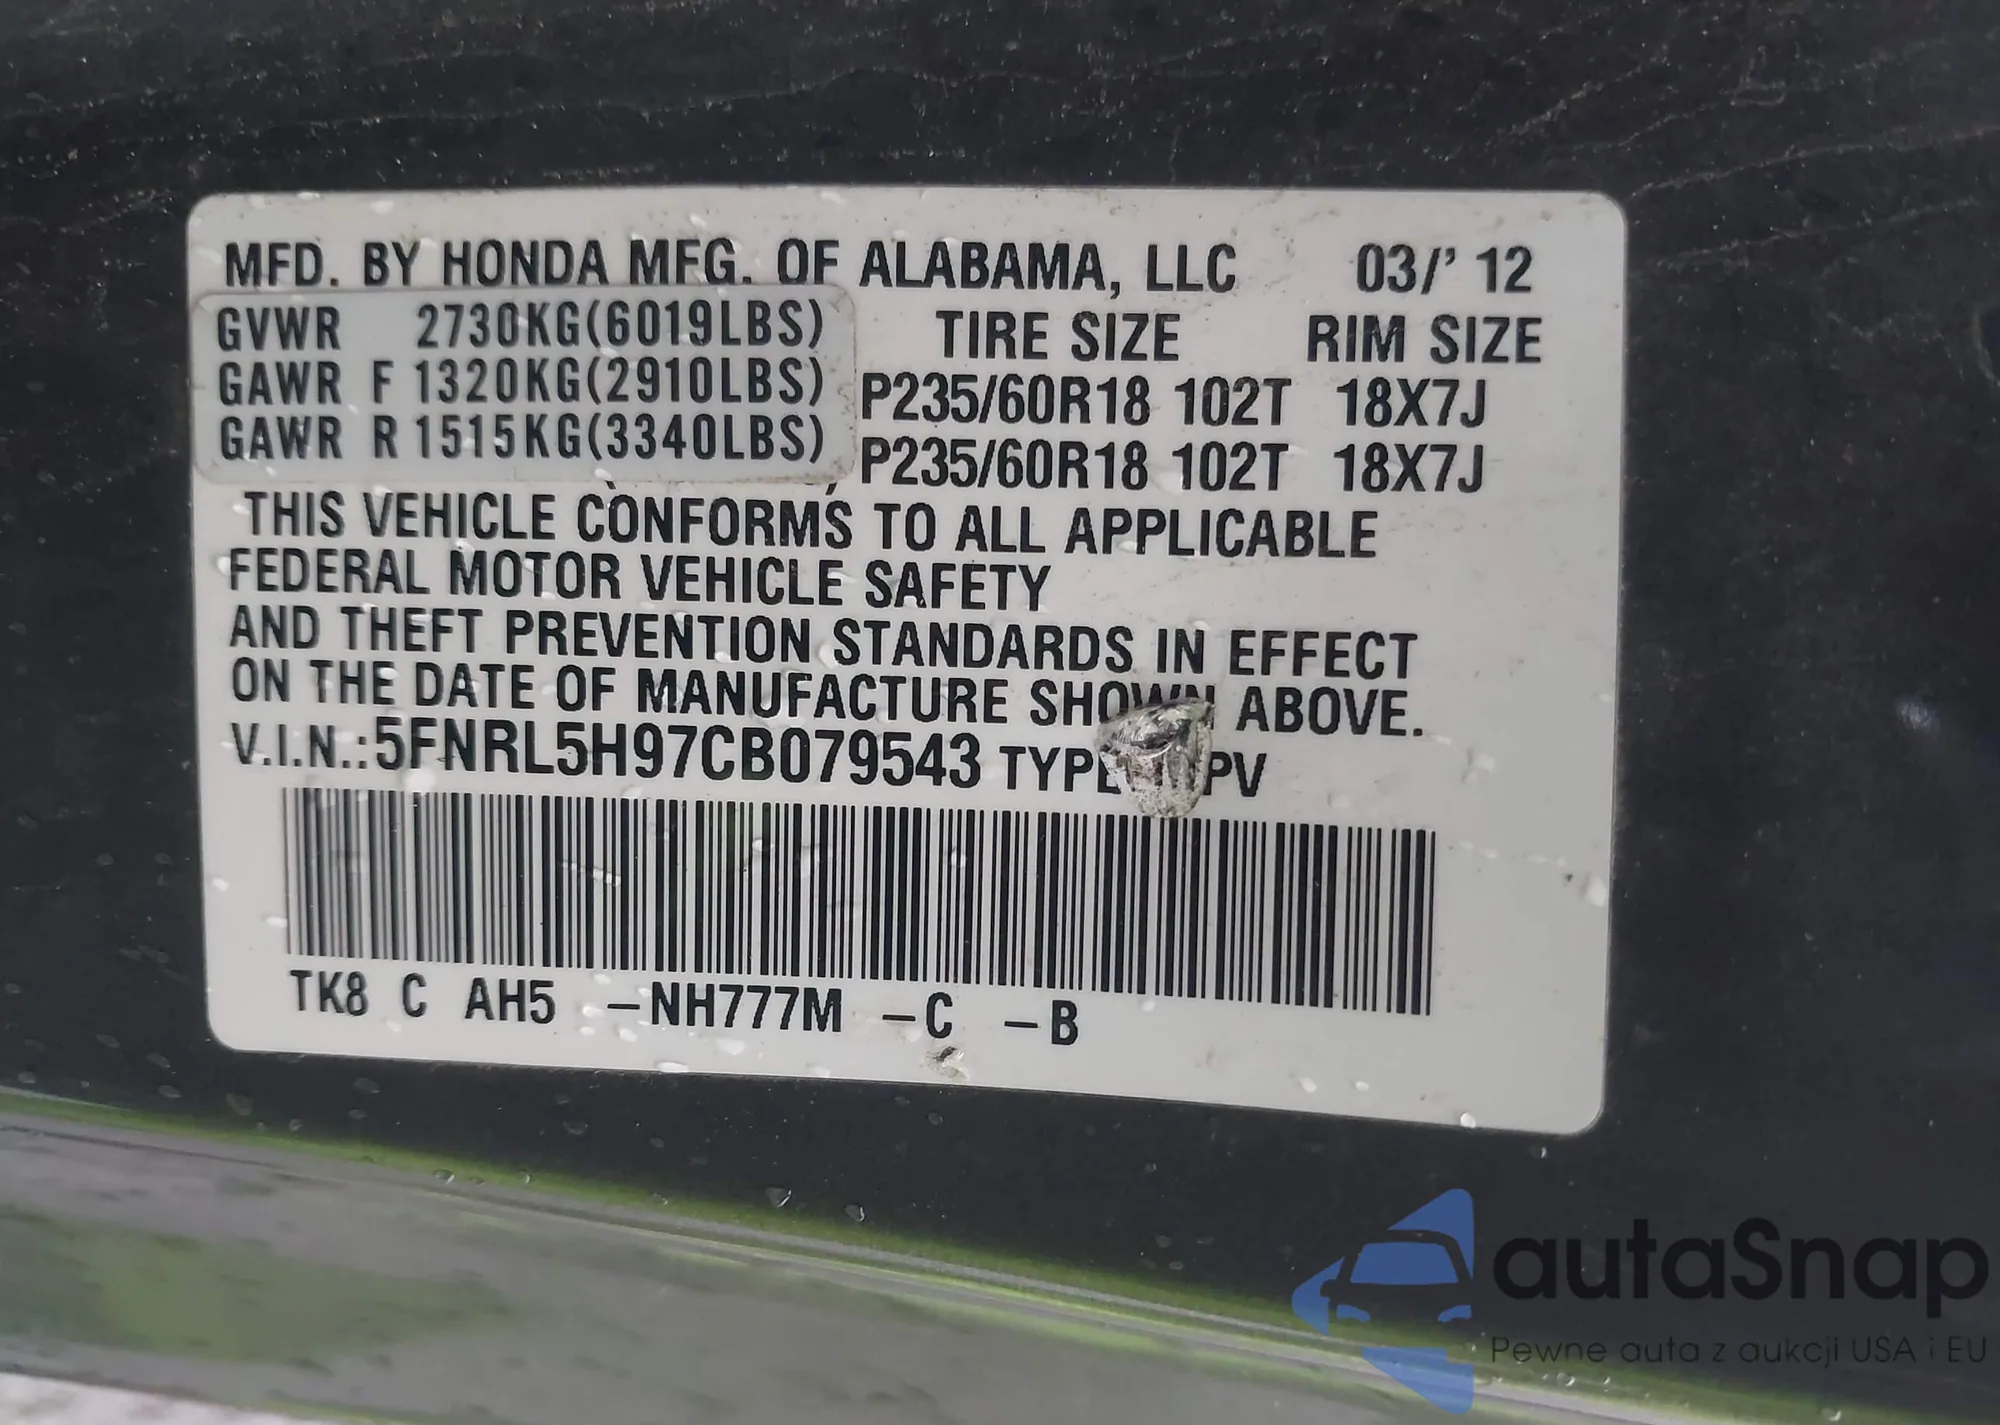 MFD. BY HONDA MFG. OF ALABAMA, LLC 03/' 12
GVWR 2730KG(6019LBS) TIRE SIZE RIM SIZE
GAWR F 1320KG(2910LBS) P235/60R18 102T 18X7J
GAWR R 1515KG(3340LBS) P235/60R18 102T 18X7J
THIS VEHICLE CONFORMS TO ALL APPLICABLE
FEDERAL MOTOR VEHICLE SAFETY
AND THEFT PREVENTION STANDARDS IN EFFECT
ON THE DATE OF MANUFACTURE SHOWN ABOVE.
V.I.N.:5FNRL5H97CB079543 TYPE
TK8 C AH5 -NH777M -C -B
autaSnap
Pewne auta z aukcji USA i EU